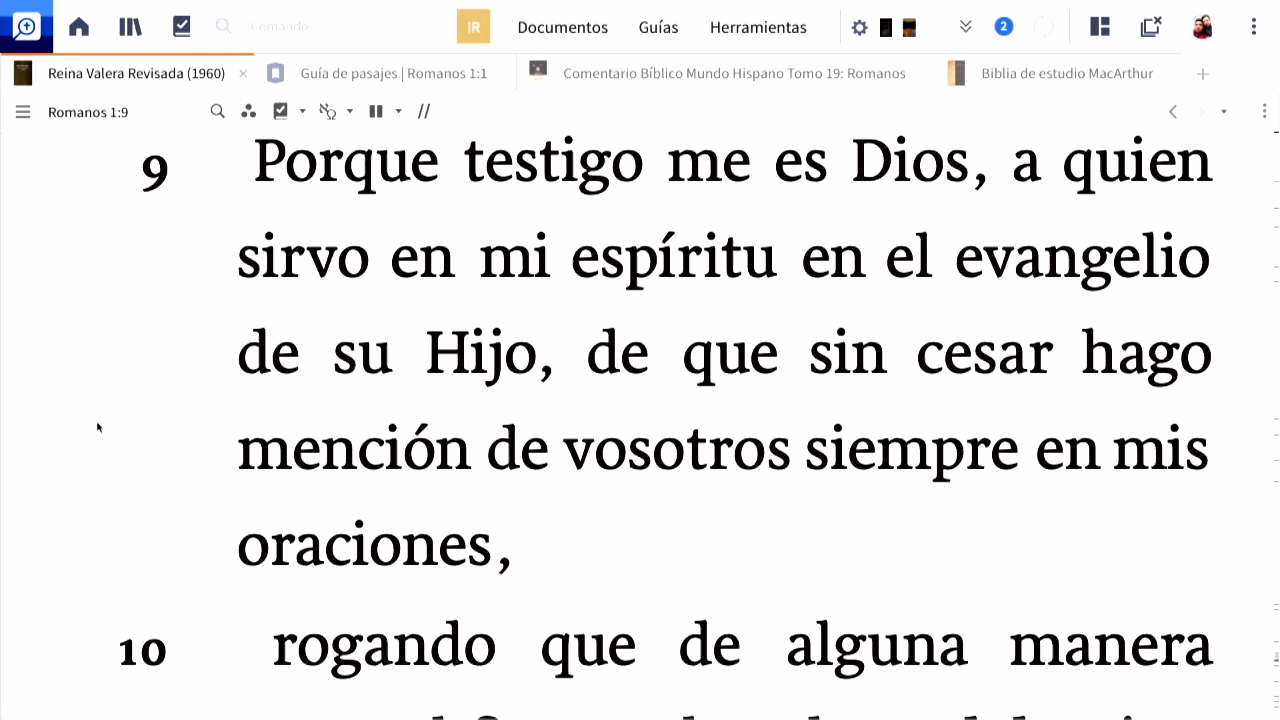 Comando
IR
Documentos
Guías
Herramientas
2
Reina Valera Revisada (1960)
Guía de pasajes | Romanos 1:1
Comentario Bíblico Mundo Hispano Tomo 19: Romanos
Biblia de estudio MacArthur
Romanos 1:9
9 Porque testigo me es Dios, a quien
sirvo en mi espíritu en el evangelio
de su Hijo, de que sin cesar hago
mención de vosotros siempre en mis
oraciones,
10 rogando que de alguna manera